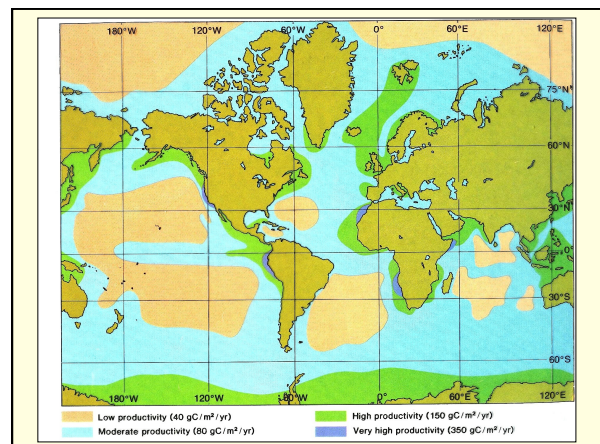 180°W 120°W 60°W 0° 60°E 120°E
75°N
60°N
30°N
0°
30°S
60°S
180°W 120°W 60°W 0° 60°E 120°E
Low productivity (40 gC/m²/yr) High productivity (150 gC/m²/yr)
Moderate productivity (80 gC/m²/yr) Very high productivity (350 gC/m²/yr)